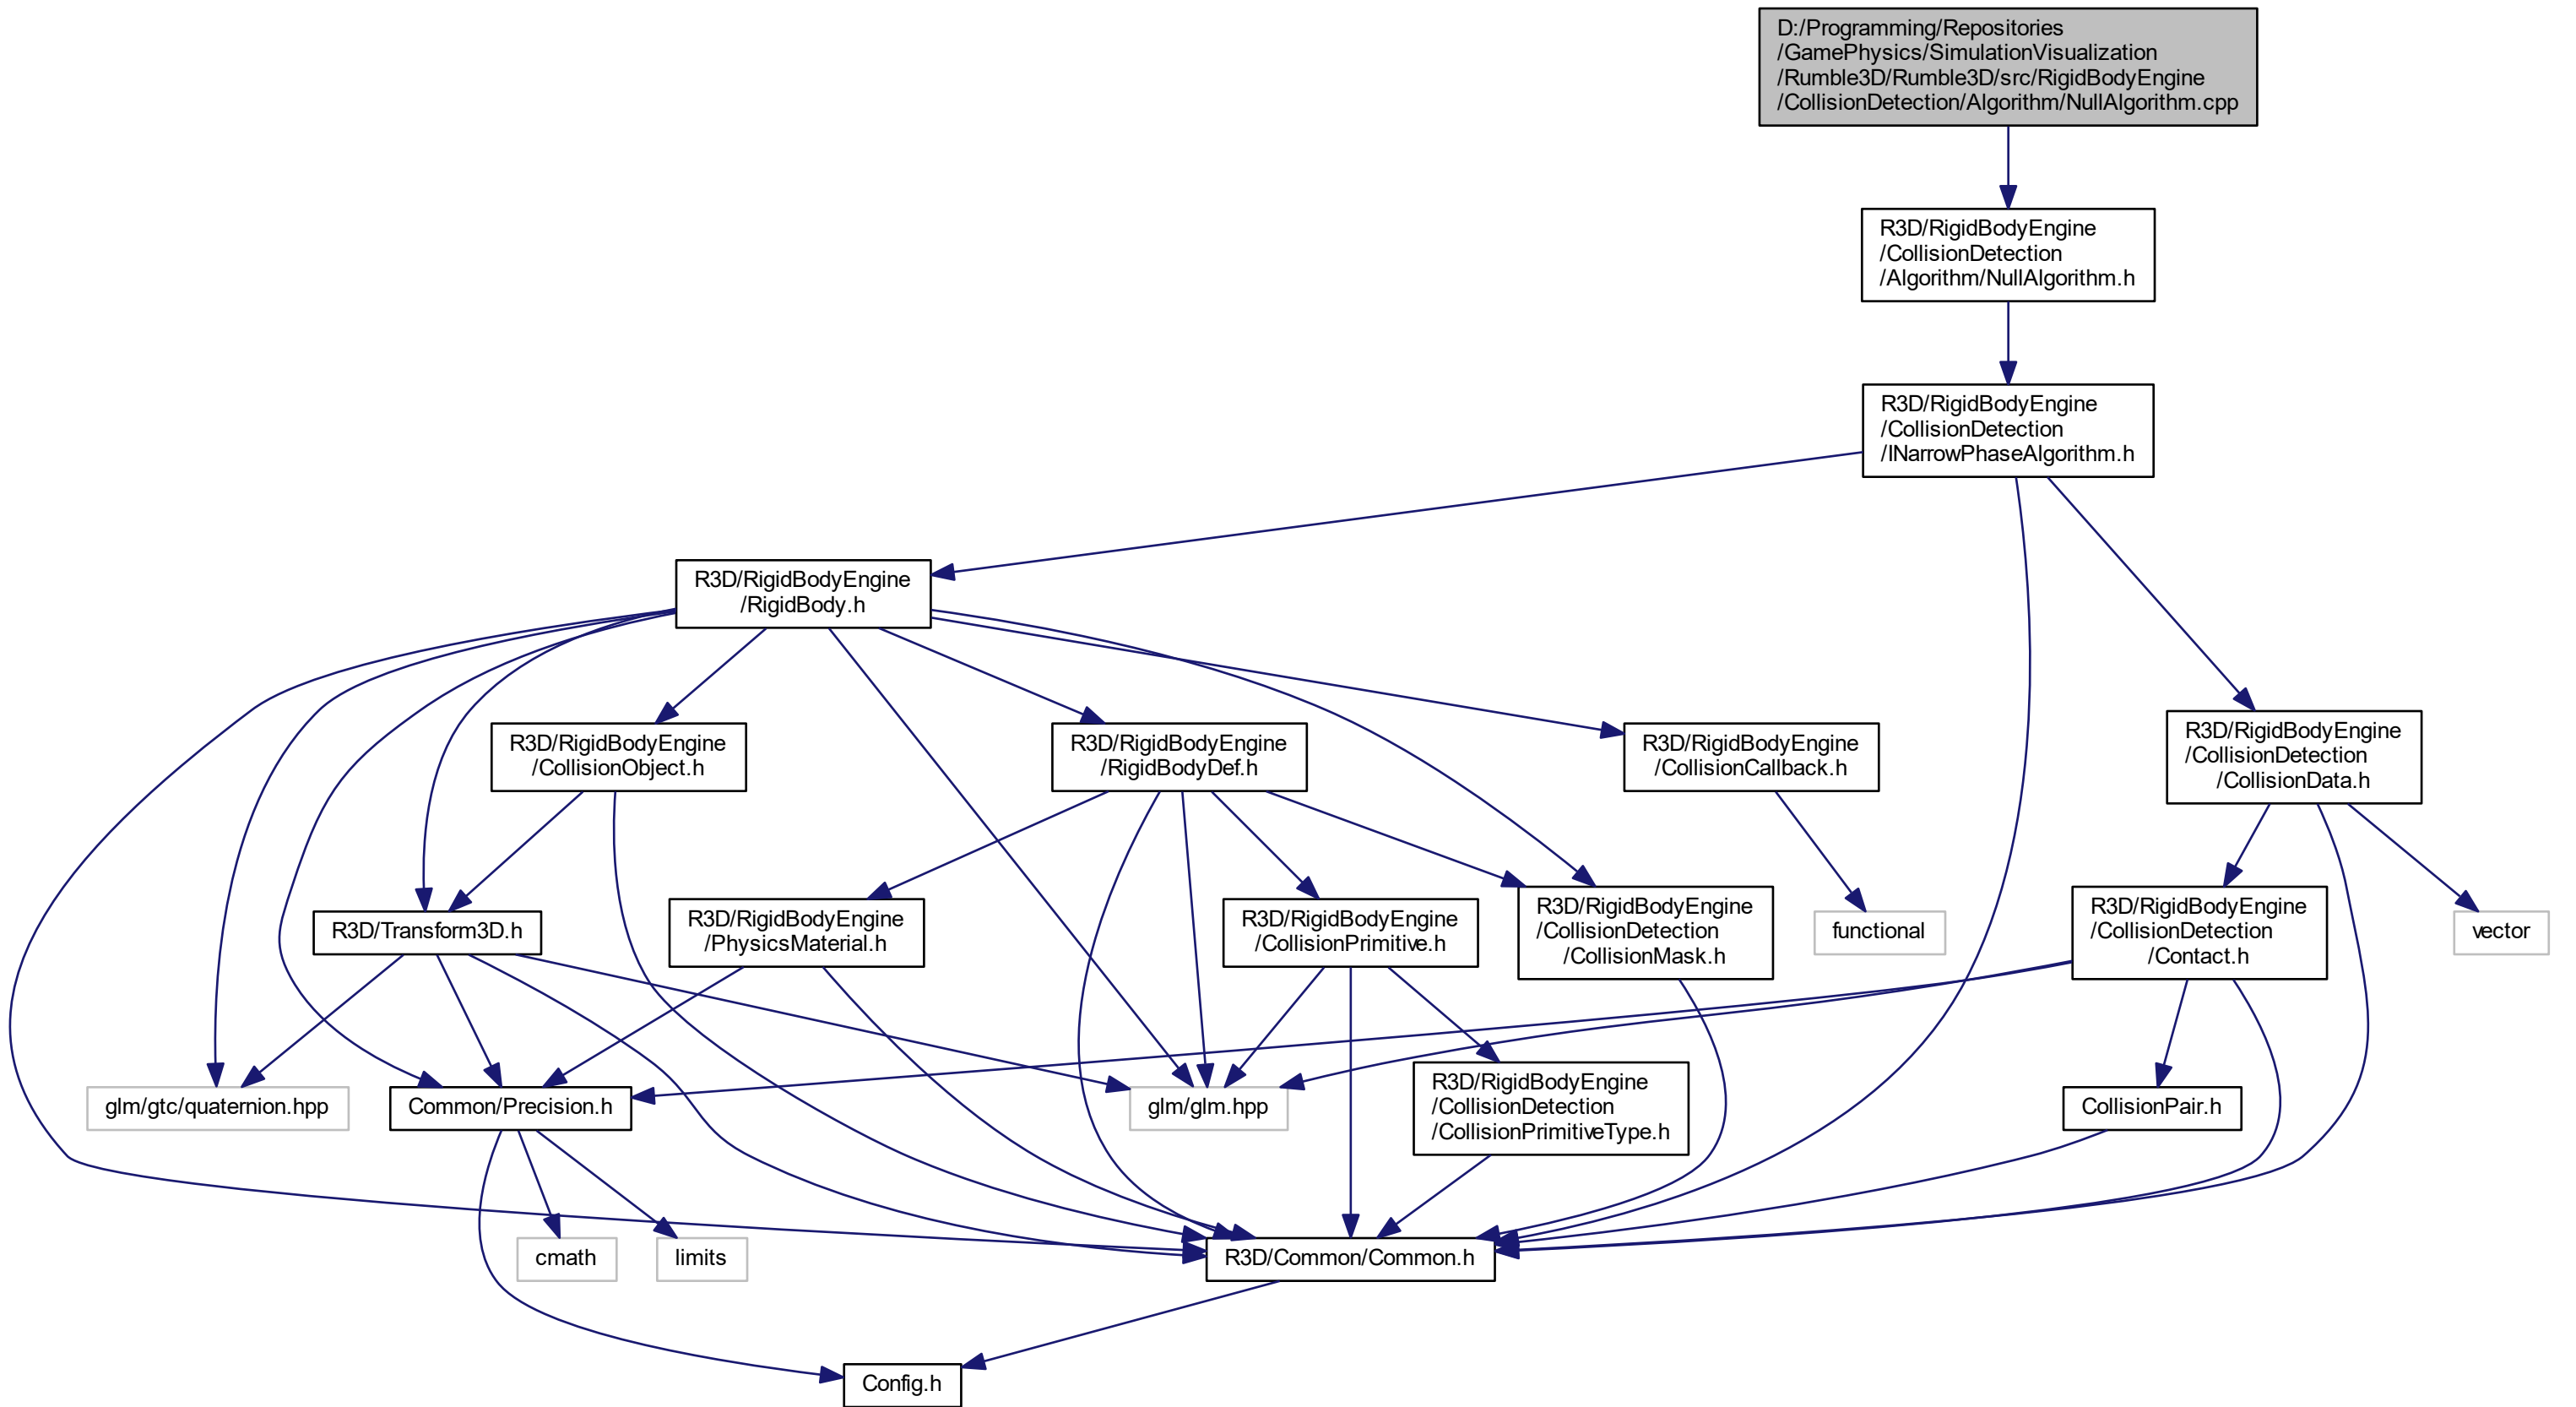 D:/Programming/Repositories
/GamePhysics/SimulationVisualization
/Rumble3D/Rumble3D/src/RigidBodyEngine
/CollisionDetection/Algorithm/NullAlgorithm.cpp
R3D/RigidBodyEngine
/CollisionDetection
/Algorithm/NullAlgorithm.h
R3D/RigidBodyEngine
/CollisionDetection
/INarrowPhaseAlgorithm.h
R3D/RigidBodyEngine
/RigidBody.h
R3D/RigidBodyEngine
/CollisionObject.h
R3D/RigidBodyEngine
/RigidBodyDef.h
R3D/RigidBodyEngine
/CollisionCallback.h
R3D/RigidBodyEngine
/CollisionDetection
/CollisionData.h
R3D/Transform3D.h
R3D/RigidBodyEngine
/PhysicsMaterial.h
R3D/RigidBodyEngine
/CollisionPrimitive.h
R3D/RigidBodyEngine
/CollisionDetection
/CollisionMask.h
functional
R3D/RigidBodyEngine
/CollisionDetection
/Contact.h
vector
glm/gtc/quaternion.hpp
Common/Precision.h
glm/glm.hpp
R3D/RigidBodyEngine
/CollisionDetection
/CollisionPrimitiveType.h
CollisionPair.h
cmath
limits
R3D/Common/Common.h
Config.h